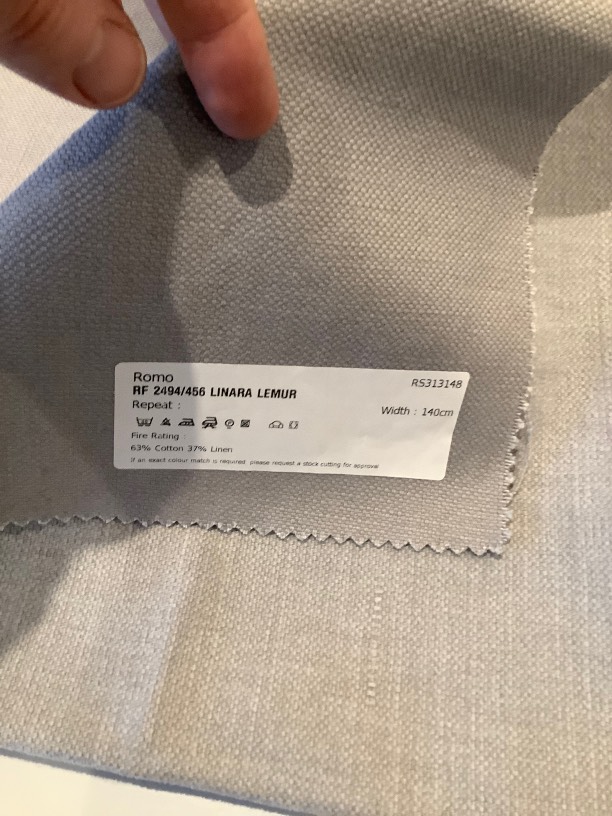 Romo
RS313148
RF 2494/456 LINARA LEMUR
Repeat :
Width : 140cm
Fire Rating :
63% Cotton 37% Linen
If an exact colour match is required, please request a stock cutting for approval